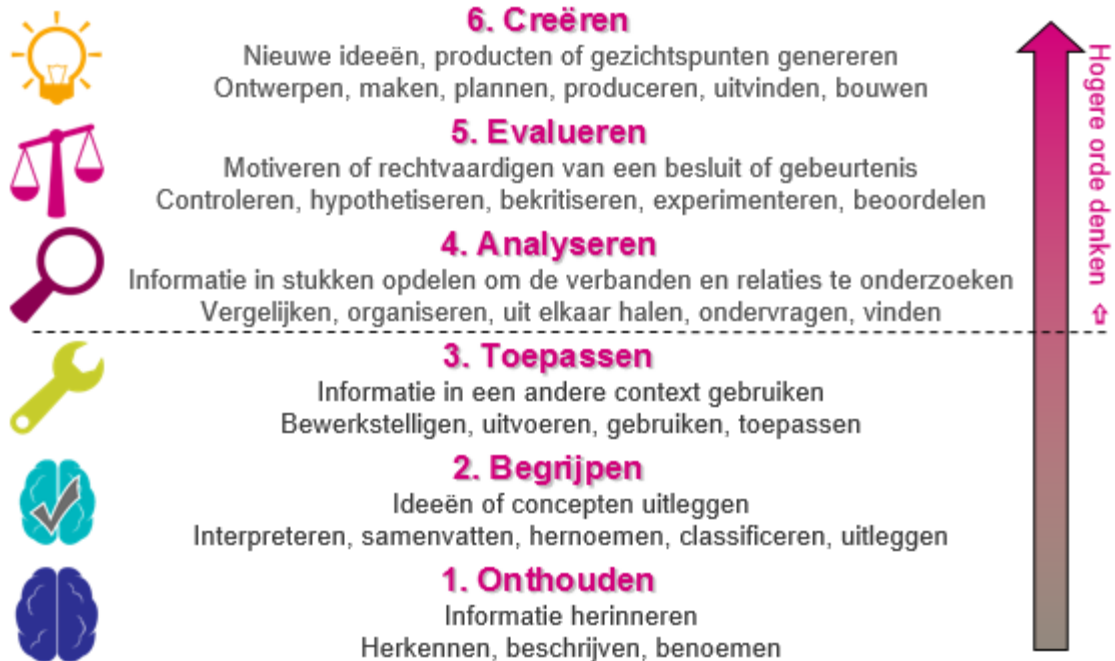 6. Creëren
Nieuwe ideeën, producten of gezichtspunten genereren
Ontwerpen, maken, plannen, produceren, uitvinden, bouwen
5. Evalueren
Motiveren of rechtvaardigen van een besluit of gebeurtenis
Controleren, hypothetiseren, bekritiseren, experimenteren, beoordelen
4. Analyseren
Informatie in stukken opdelen om de verbanden en relaties te onderzoeken
Vergelijken, organiseren, uit elkaar halen, ondervragen, vinden
3. Toepassen
Informatie in een andere context gebruiken
Bewerkstelligen, uitvoeren, gebruiken, toepassen
2. Begrijpen
Ideeën of concepten uitleggen
Interpreteren, samenvatten, hernoemen, classificeren, uitleggen
1. Onthouden
Informatie herinneren
Herkennen, beschrijven, benoemen
Hogere orde denken